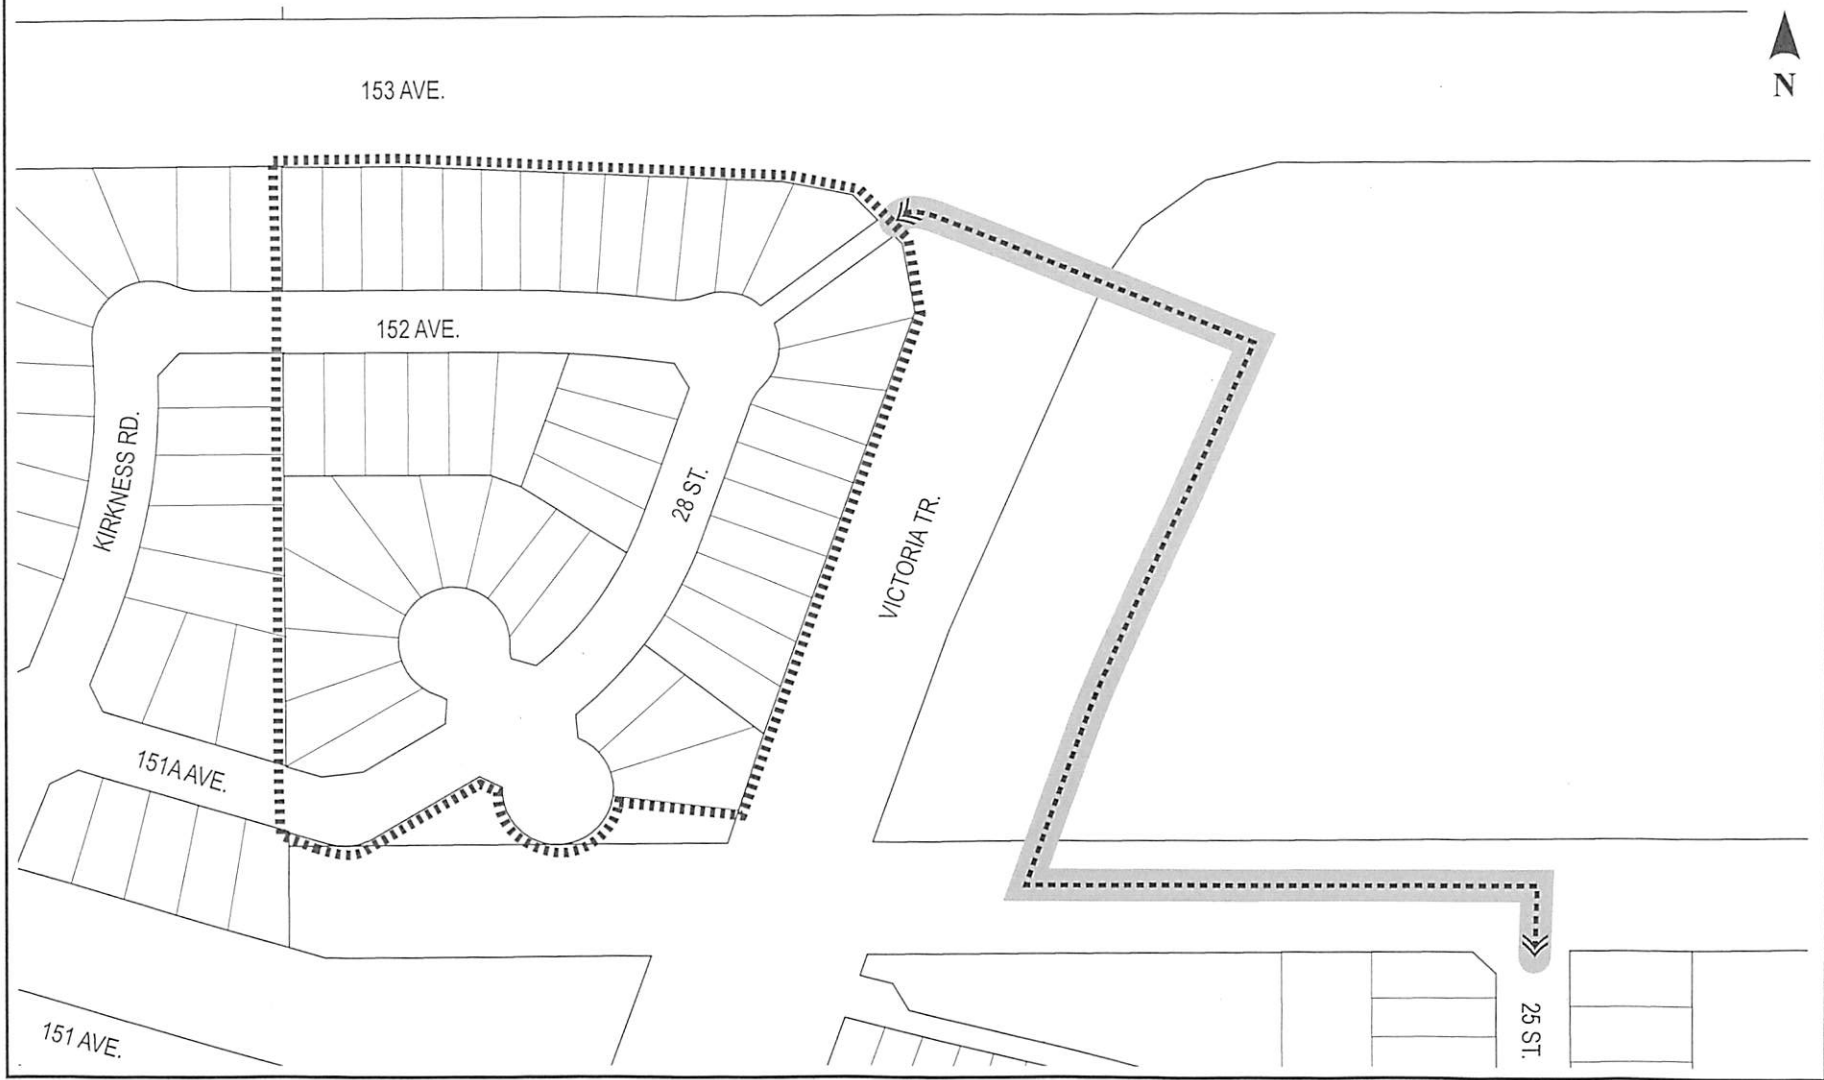 153 AVE.
N
152 AVE.
KIRKNESS RD.
28 ST.
VICTORIA TR.
151A AVE.
25 ST.
151 AVE.